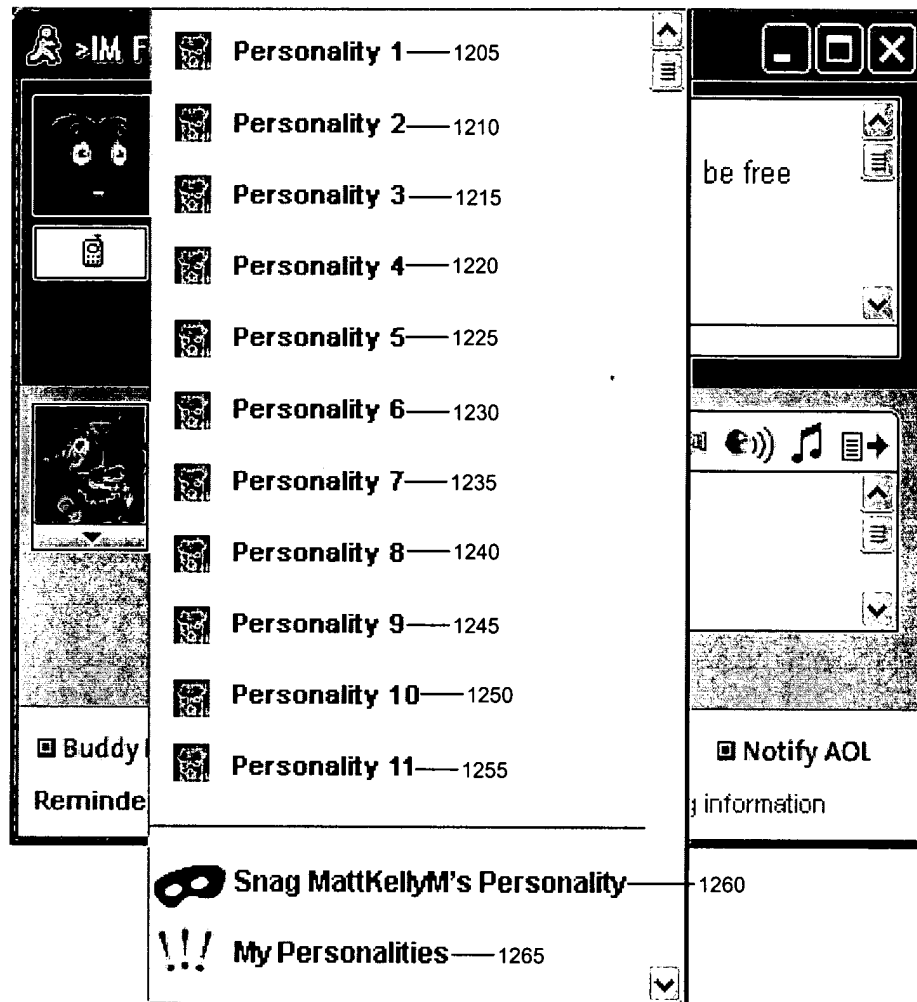 >IM F
be free
Personality 1 1205
Personality 2 1210
Personality 3 1215
Personality 4 1220
Personality 5 1225
Personality 6 1230
Personality 7 1235
Personality 8 1240
Personality 9 1245
Personality 10 1250
Personality 11 1255
Buddy
Notify AOL
Reminde
g information
Snag MattKellyM's Personality 1260
My Personalities 1265